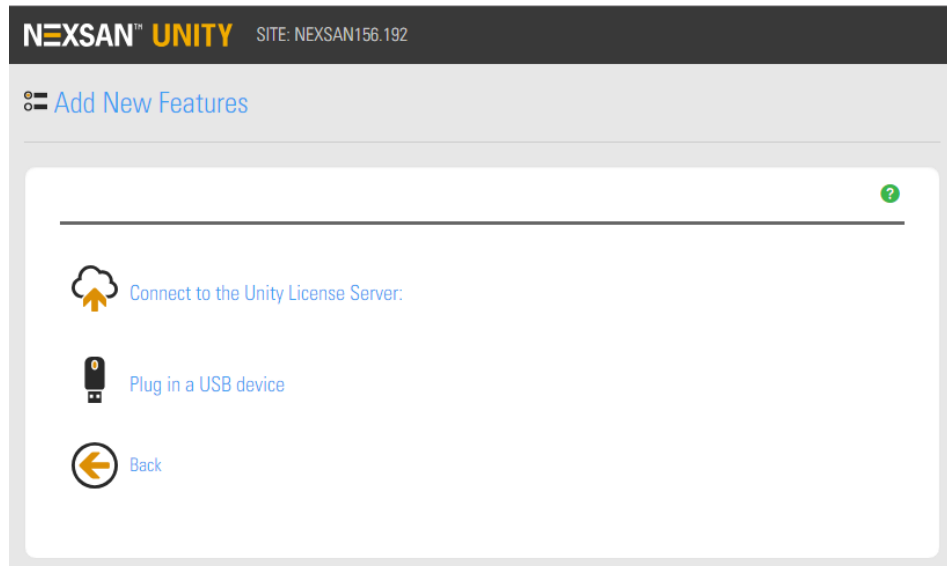 NEXSAN™ UNITY SITE: NEXSAN156.192
Add New Features
?
Connect to the Unity License Server:
Plug in a USB device
Back